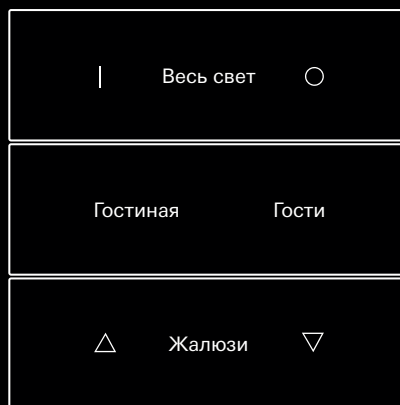 | Весь свет ○
Гостиная Гости
△ Жалюзи ▽